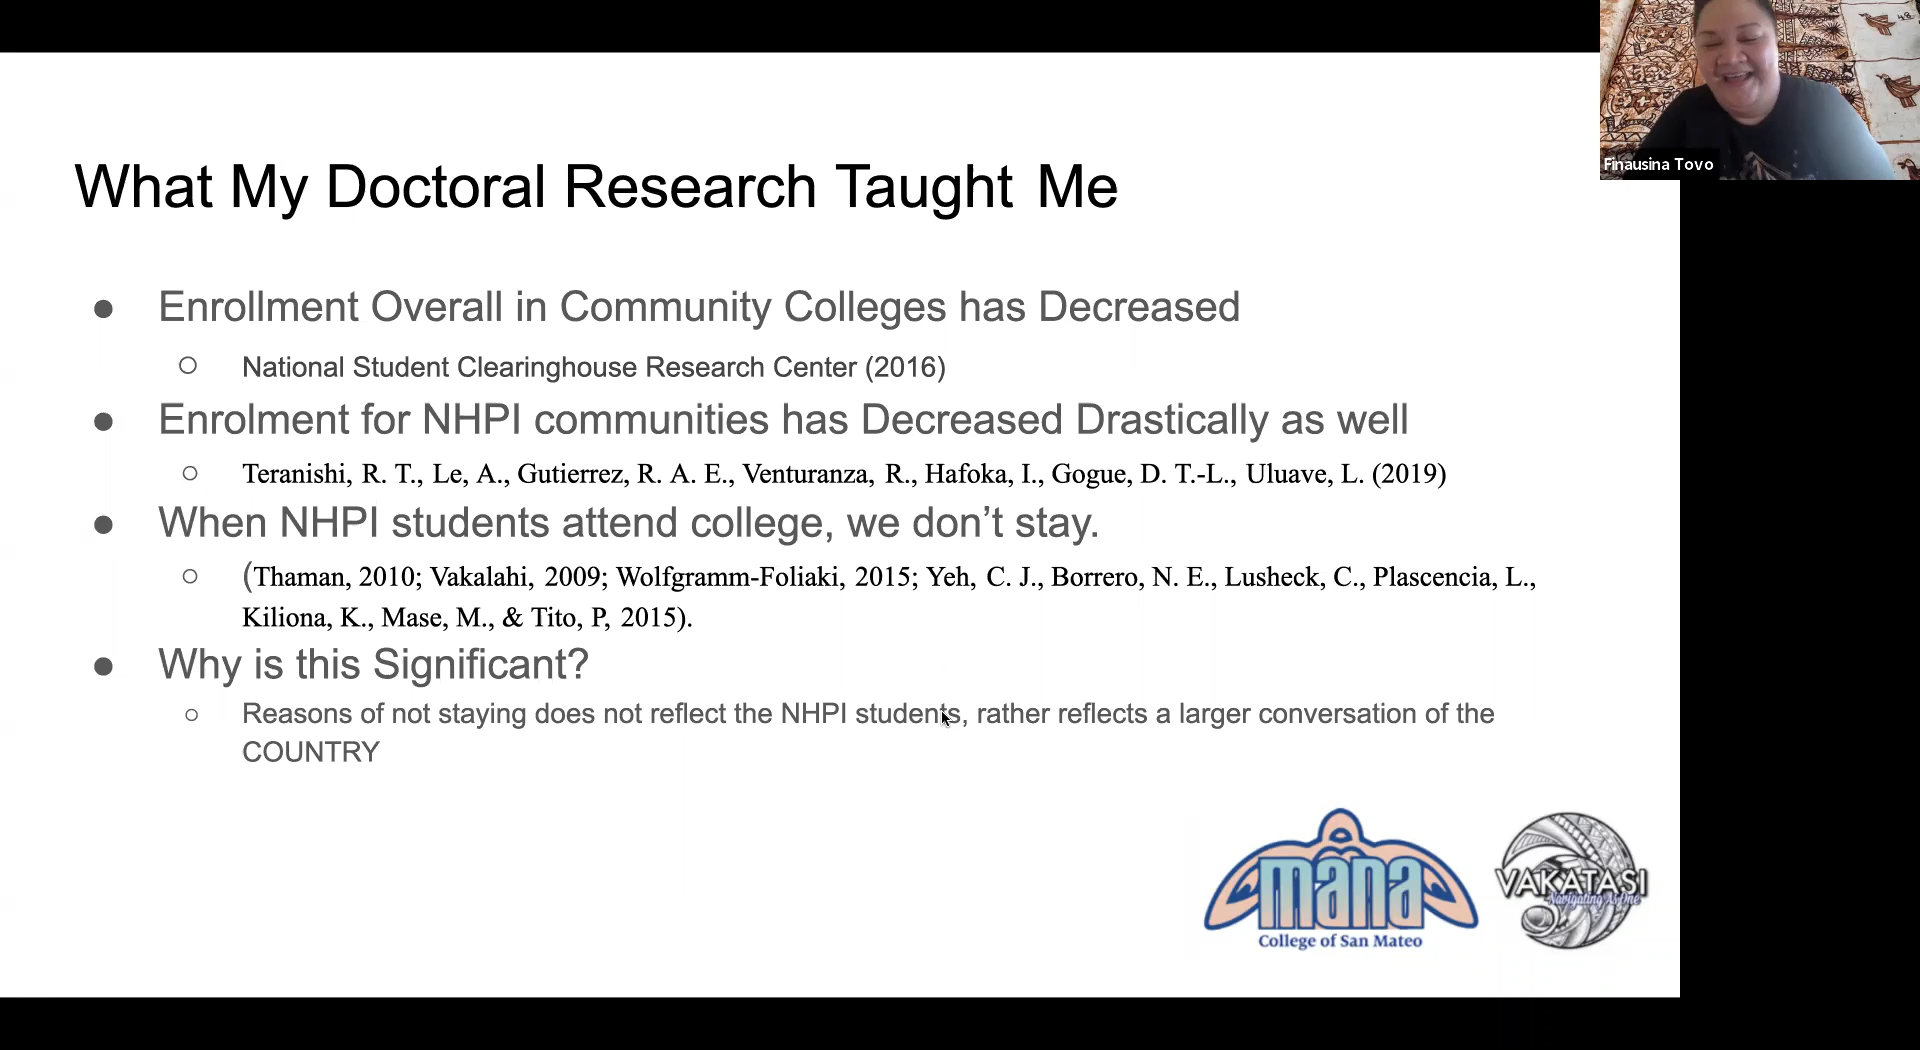 Finausina Tovo
What My Doctoral Research Taught Me
Enrollment Overall in Community Colleges has Decreased
National Student Clearinghouse Research Center (2016)
Enrolment for NHPI communities has Decreased Drastically as well
Teranishi, R. T., Le, A., Gutierrez, R. A. E., Venturanza, R., Hafoka, I., Gogue, D. T.-L., Uluave, L. (2019)
When NHPI students attend college, we don’t stay.
(Thaman, 2010; Vakalahi, 2009; Wolfgramm-Foliaki, 2015; Yeh, C. J., Borrero, N. E., Lusheck, C., Plascencia, L.,
Kiliona, K., Mase, M., & Tito, P, 2015).
Why is this Significant?
Reasons of not staying does not reflect the NHPI students, rather reflects a larger conversation of the
COUNTRY
mana
College of San Mateo
VAKATASI
Navigating As One